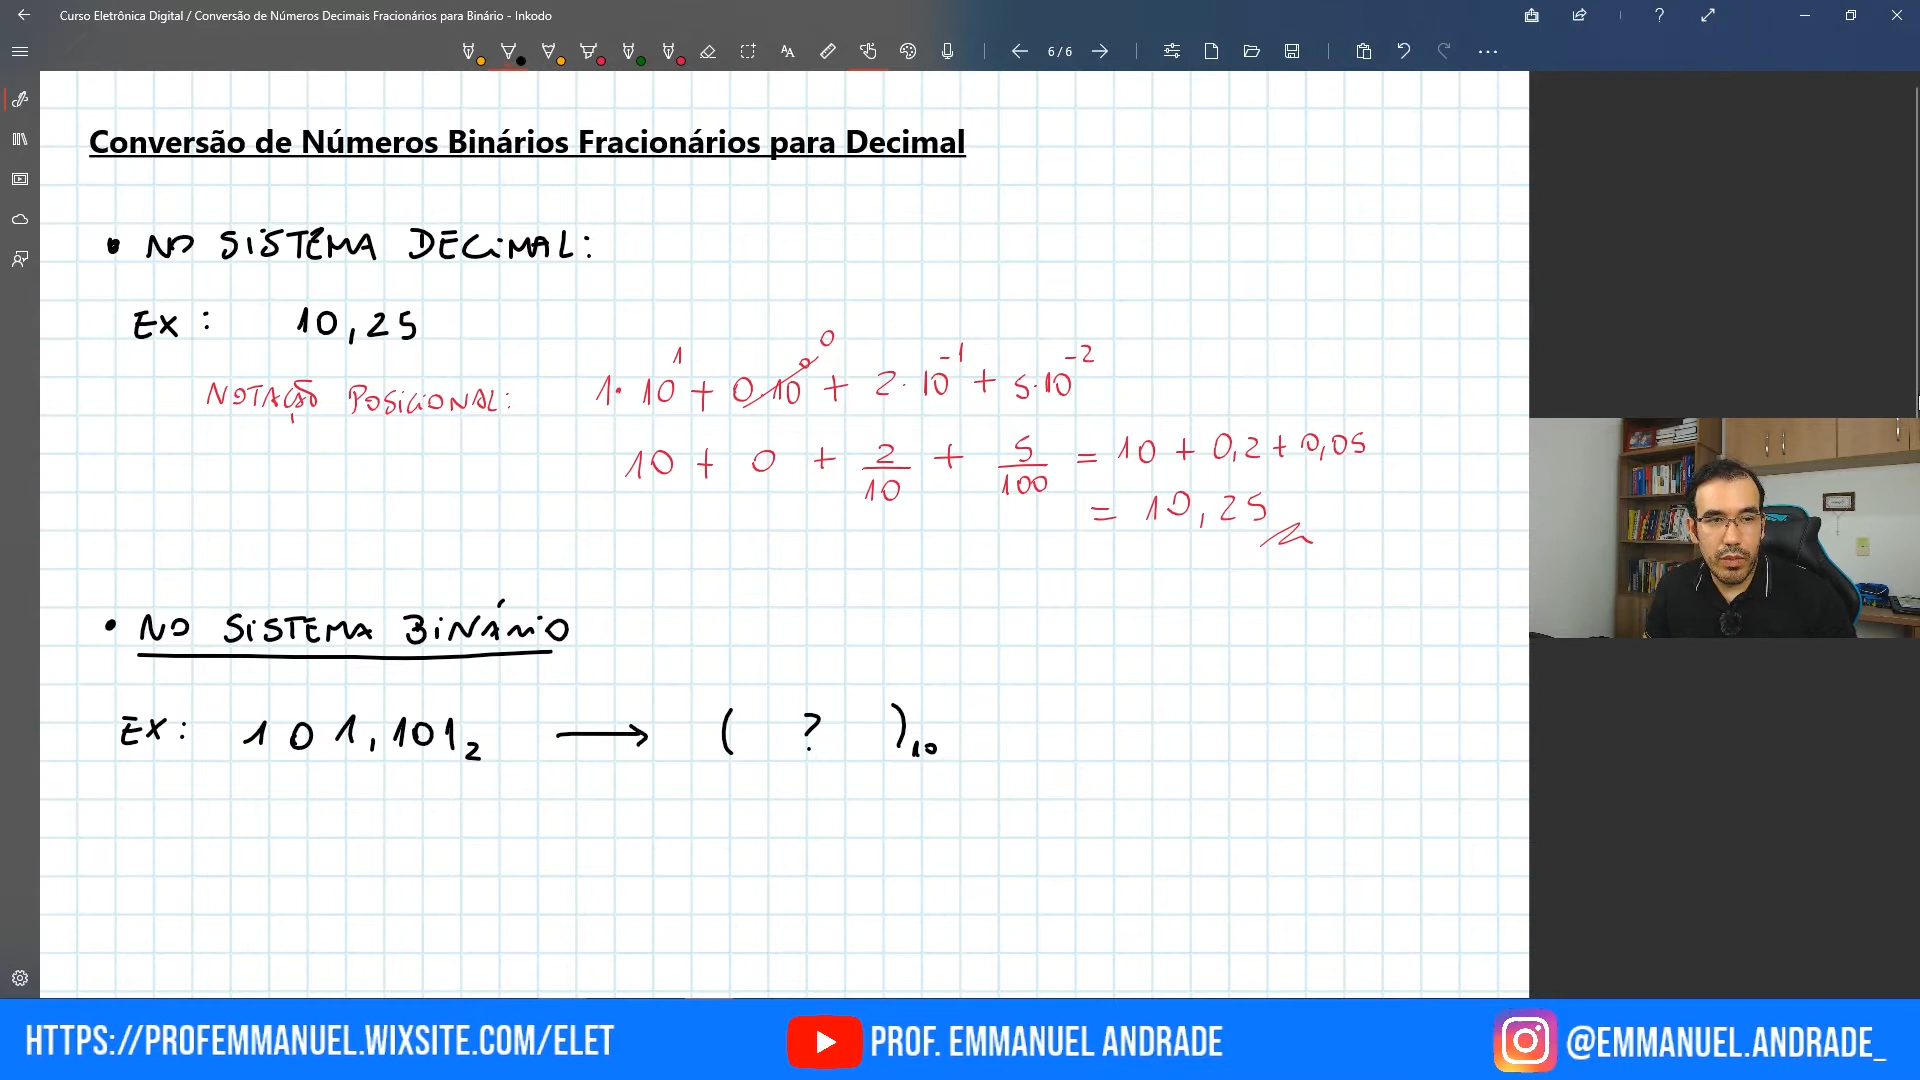 Curso Eletrônica Digital / Conversão de Números Decimais Fracionários para Binário - Inkodo
6/6
Conversão de Números Binários Fracionários para Decimal
• NO SISTÊMA DECIMAL:
EX : 10,25
NOTAÇÃO POSICIONAL: 1·10¹ + 0·10⁰ + 2·10⁻¹ + 5·10⁻²
10 + 0 + 2/10 + 5/100 = 10 + 0,2 + 0,05
= 10,25
• NO SISTEMA BINÁRIO
EX: 101,101₂ → ( ? )₁₀
HTTPS://PROFEMMANUEL.WIXSITE.COM/ELET
PROF. EMMANUEL ANDRADE
@EMMANUEL.ANDRADE_